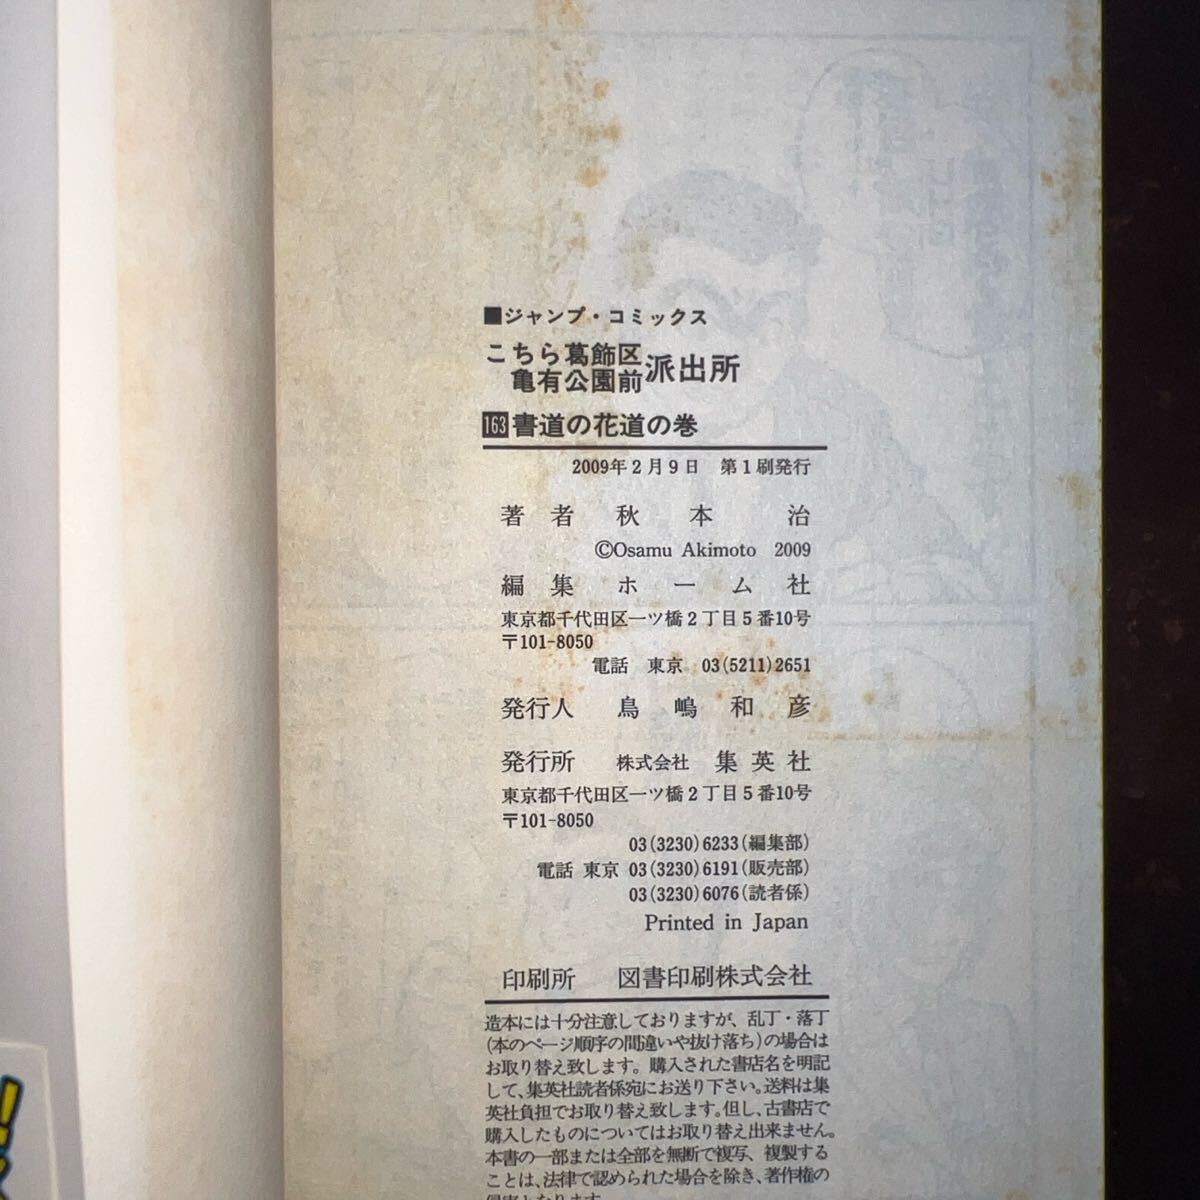 ■ジャンプ・コミックス
こちら葛飾区
亀有公園前派出所
163書道の花道の巻
2009年2月9日 第1刷発行
著者 秋本治
©Osamu Akimoto 2009
編集 ホーム社
東京都千代田区一ツ橋2丁目5番10号
〒101-8050
電話 東京 03(5211)2651
発行人 鳥嶋和彦
発行所 株式会社 集英社
東京都千代田区一ツ橋2丁目5番10号
〒101-8050
03(3230)6233(編集部)
電話 東京 03(3230)6191(販売部)
03(3230)6076(読者係)
Printed in Japan
印刷所 図書印刷株式会社
造本には十分注意しておりますが、乱丁・落丁
(本のページ順序の間違いや抜け落ち)の場合は
お取り替え致します。購入された書店名を明記
して、集英社読者係宛にお送り下さい。送料は集
英社負担でお取り替え致します。但し、古書店で
購入したものについてはお取り替え出来ません。
本書の一部または全部を無断で複写、複製する
ことは、法律で認められた場合を除き、著作権の
侵害となります。